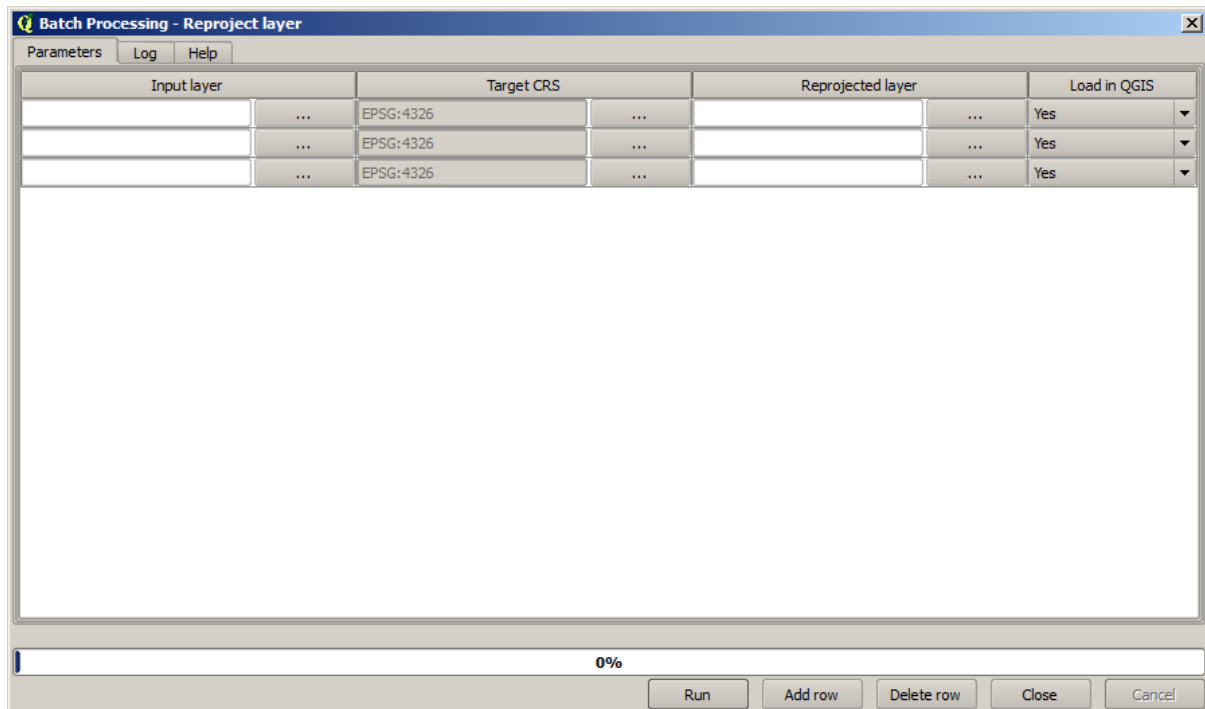 Batch Processing - Reproject layer
Parameters Log Help
Input layer Target CRS Reprojected layer Load in QGIS
... EPSG:4326 ... ... Yes
... EPSG:4326 ... ... Yes
... EPSG:4326 ... ... Yes
0%
Run Add row Delete row Close Cancel